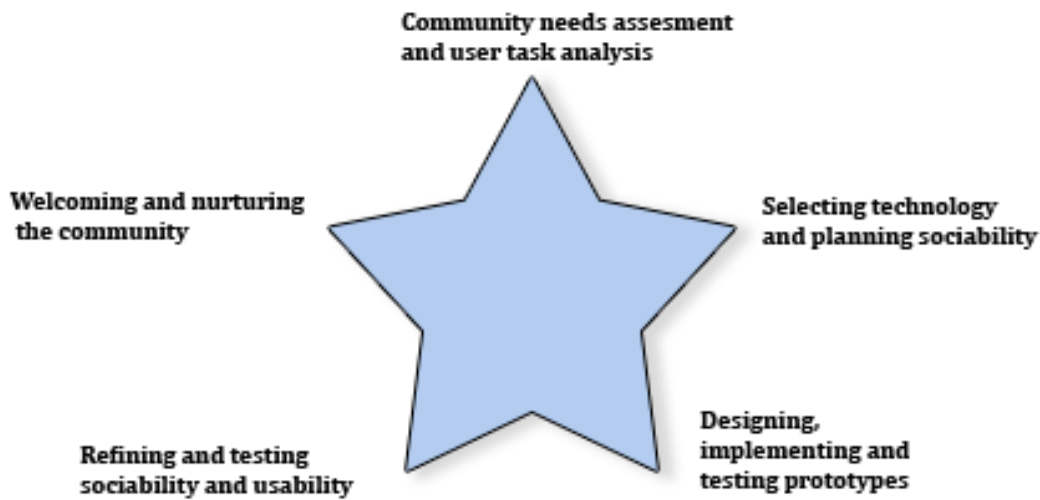 Community needs assesment
and user task analysis
Welcoming and nurturing
the community
Selecting technology
and planning sociability
Designing,
implementing and
testing prototypes
Refining and testing
sociability and usability